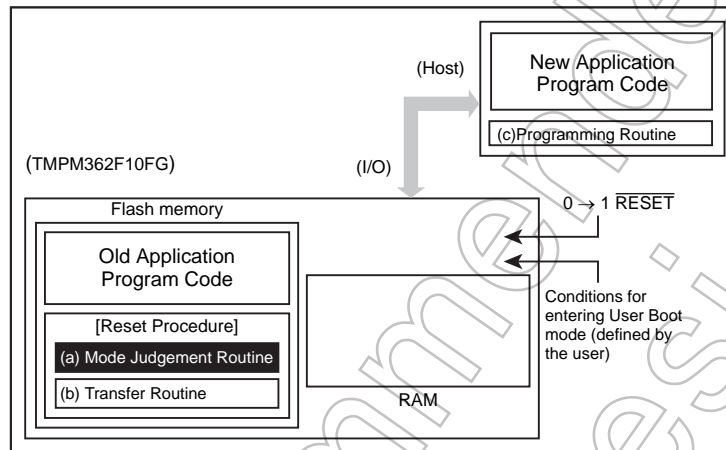 New Application
Program Code
(Host)
(c)Programming Routine
(TMPM362F10FG)
(I/O)
Flash memory
0 → 1 RESET
Old Application
Program Code
[Reset Procedure]
(a) Mode Judgement Routine
(b) Transfer Routine
Conditions for
entering User Boot
mode (defined by
the user)
RAM